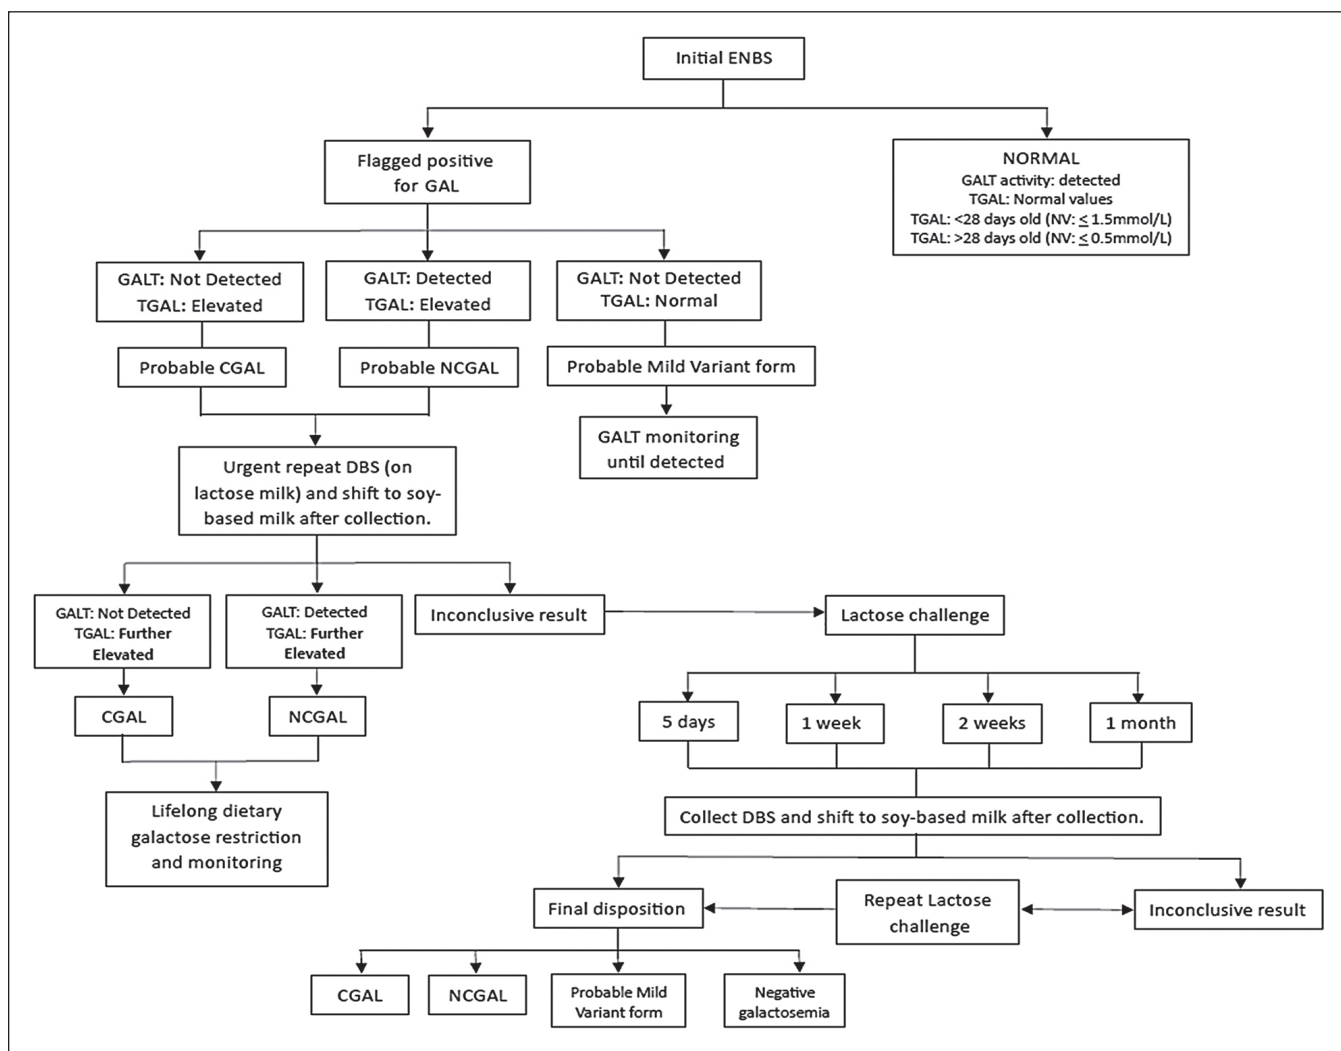 Initial ENBS
Flagged positive
for GAL
NORMAL
GALT activity: detected
TGAL: Normal values
TGAL: <28 days old (NV: ≤ 1.5mmol/L)
TGAL: >28 days old (NV: ≤ 0.5mmol/L)
GALT: Not Detected
TGAL: Elevated
GALT: Detected
TGAL: Elevated
GALT: Not Detected
TGAL: Normal
Probable CGAL
Probable NCGAL
Probable Mild Variant form
GALT monitoring
until detected
Urgent repeat DBS (on
lactose milk) and shift to soy-
based milk after collection.
GALT: Not Detected
TGAL: Further
Elevated
GALT: Detected
TGAL: Further
Elevated
Inconclusive result
Lactose challenge
CGAL
NCGAL
5 days
1 week
2 weeks
1 month
Lifelong dietary
galactose restriction
and monitoring
Collect DBS and shift to soy-based milk after collection.
Final disposition
Repeat Lactose
challenge
Inconclusive result
CGAL
NCGAL
Probable Mild
Variant form
Negative
galactosemia